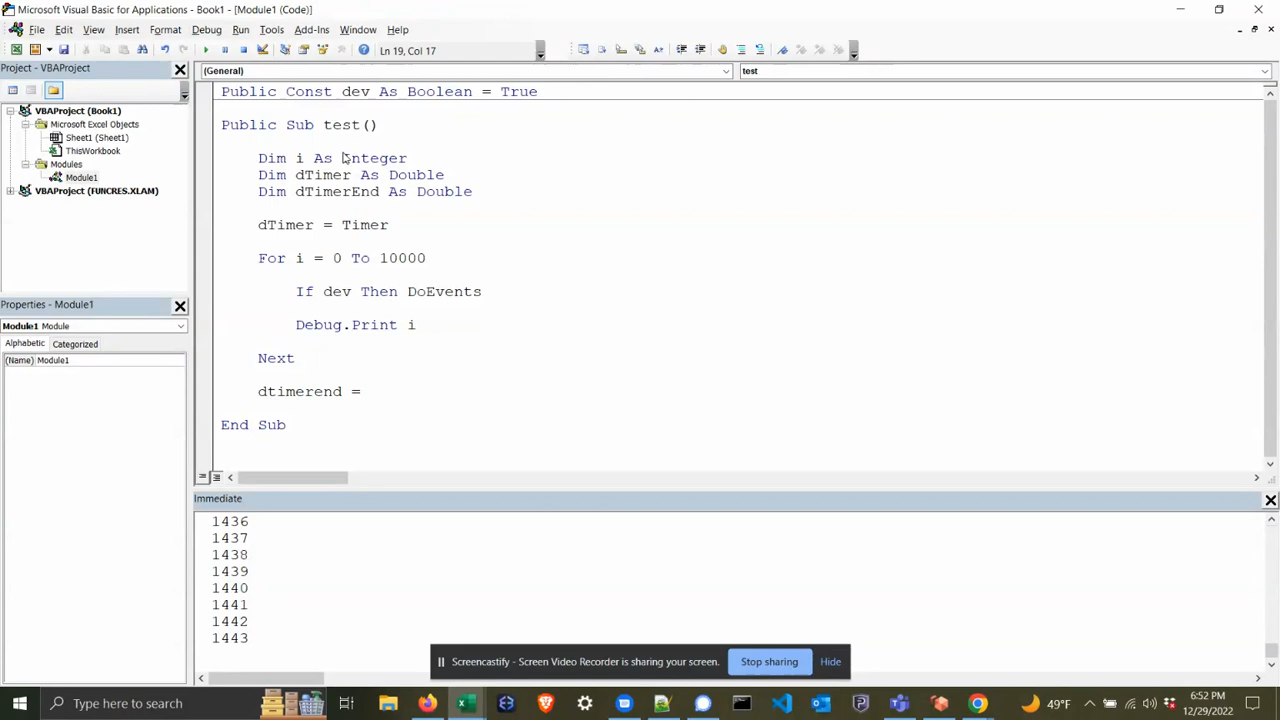 Microsoft Visual Basic for Applications - Book1 - [Module1 (Code)]
File Edit View Insert Format Debug Run Tools Add-Ins Window Help
Ln 19, Col 17
Project - VBAProject
VBAProject (Book1)
Microsoft Excel Objects
Sheet1 (Sheet1)
ThisWorkbook
Modules
Module1
VBAProject (FUNCRES.XLAM)
Properties - Module1
Module1 Module
Alphabetic Categorized
(Name) Module1
(General) test
Public Const dev As Boolean = True
Public Sub test()
Dim i As Integer
Dim dTimer As Double
Dim dTimerEnd As Double
dTimer = Timer
For i = 0 To 10000
If dev Then DoEvents
Debug.Print i
Next
dtimerend =
End Sub
Immediate
1436
1437
1438
1439
1440
1441
1442
1443
Screencastify - Screen Video Recorder is sharing your screen. Stop sharing Hide
Type here to search
49°F
6:52 PM
12/29/2022